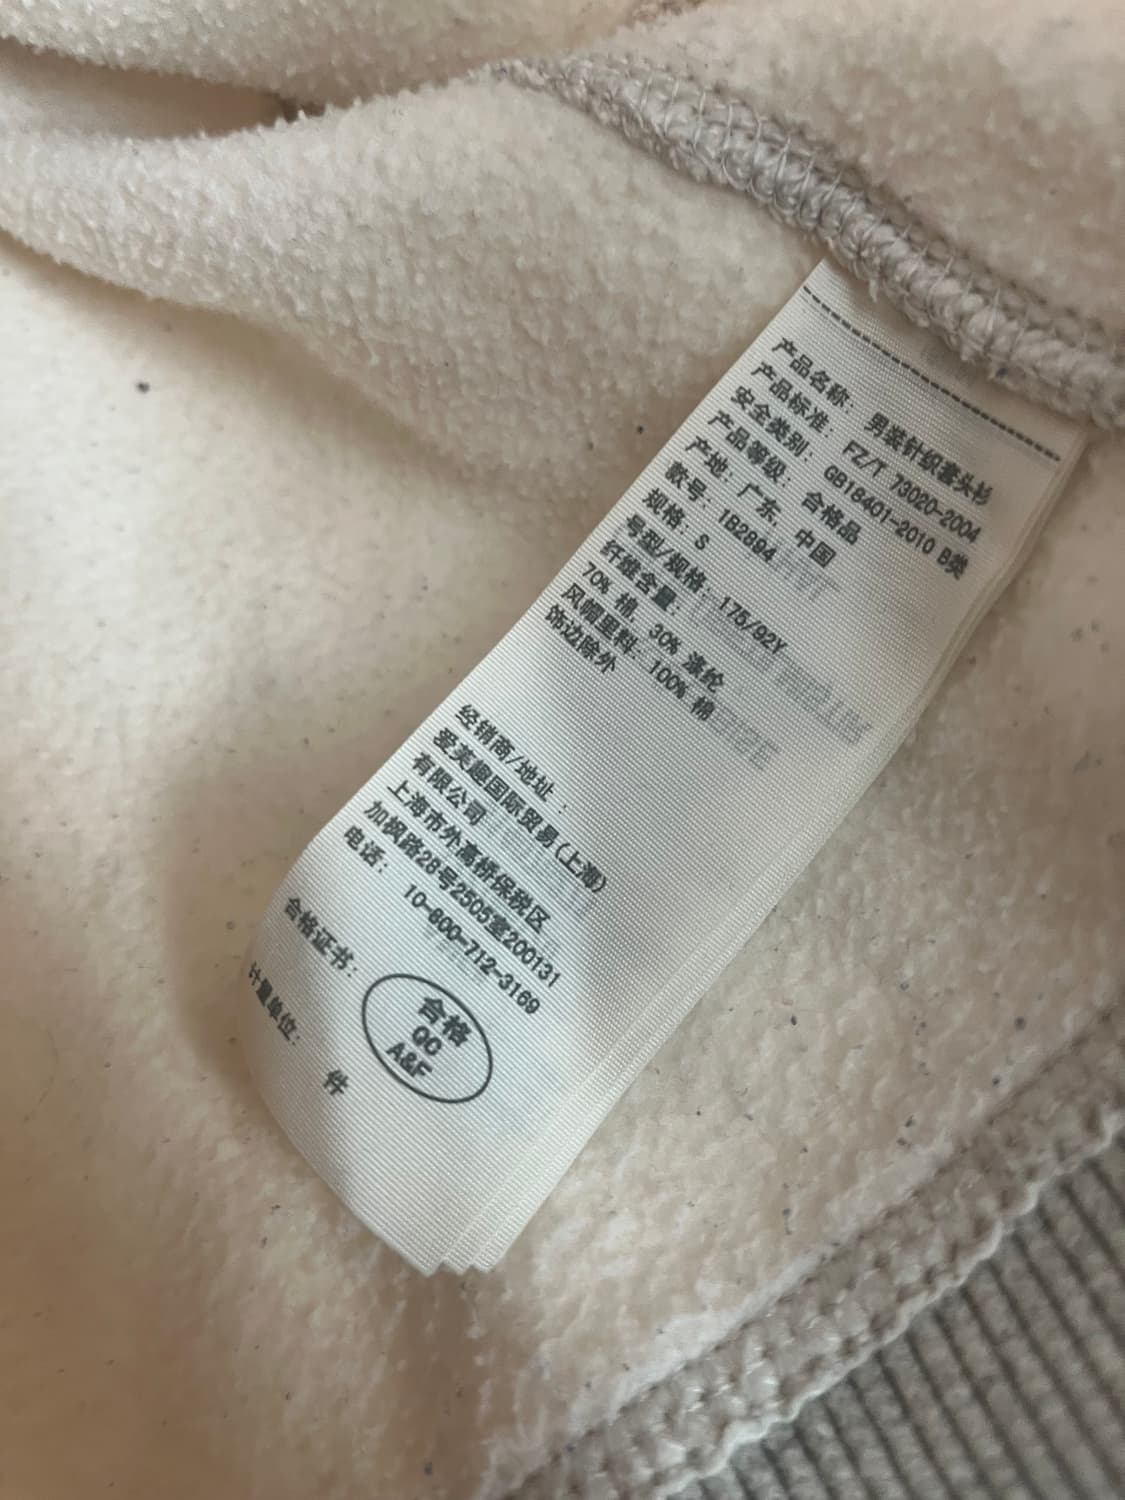 产品名称: 男装针织套头衫
产品标准: FZ/T 73020-2004
安全类别: GB18401-2010 B类
产品等级: 合格品
产地: 广东, 中国
款号: 1B2894
规格: S
号型/规格: 175/92Y
纤维含量:
70% 棉, 30% 涤纶
风帽里料: 100% 棉
饰边除外
经销商/地址 :
爱芙趣国际贸易(上海)
有限公司
上海市外高桥保税区
加枫路28号2505室200131
电话: 10-800-712-3169
合格证书:
合格
QC
A&F
计量单位: 件